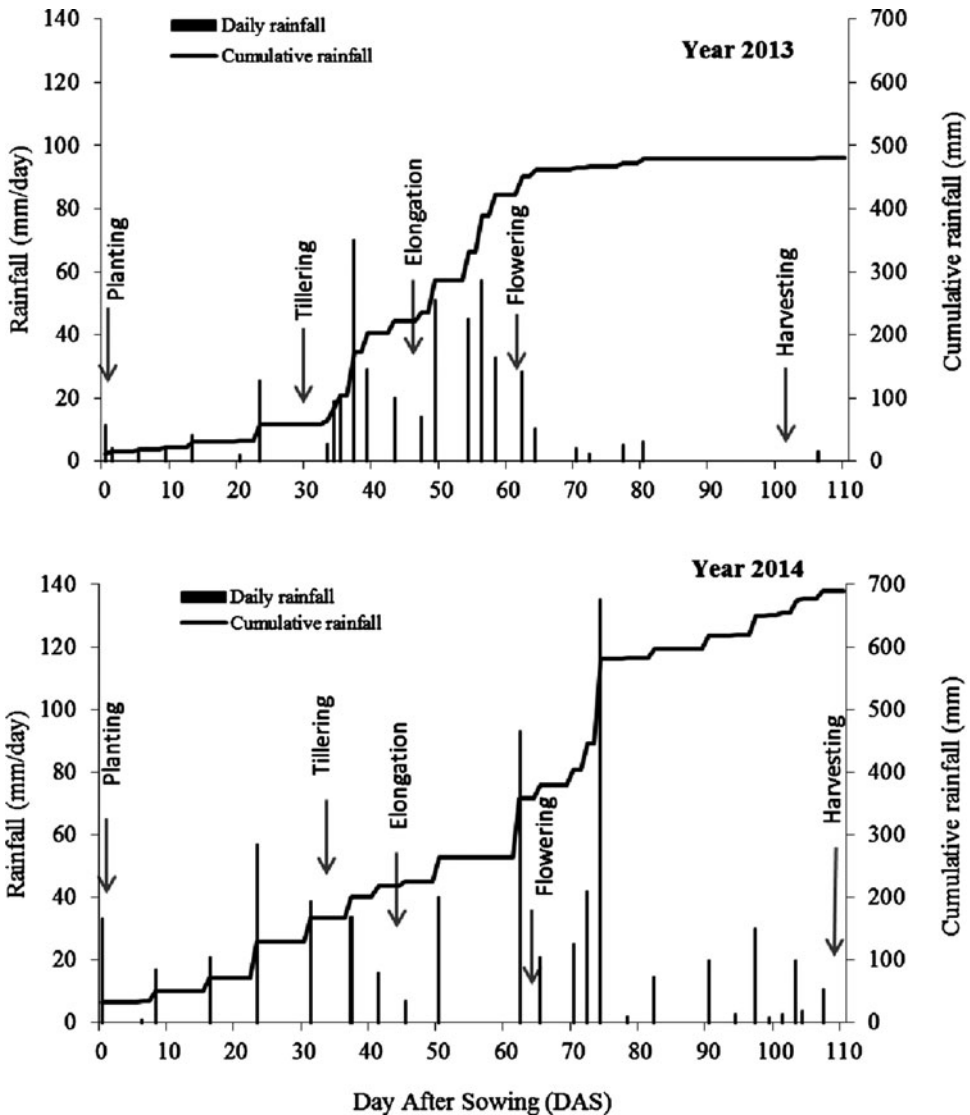 140
120
100
80
60
40
20
0
Rainfall (mm/day)
Daily rainfall
Cumulative rainfall
Year 2013
700
600
500
400
300
200
100
0
Cumulative rainfall (mm)
Planting
Tillering
Elongation
Flowering
Harvesting
0 10 20 30 40 50 60 70 80 90 100 110
140
120
100
80
60
40
20
0
Rainfall (mm/day)
Daily rainfall
Cumulative rainfall
Year 2014
700
600
500
400
300
200
100
0
Cumulative rainfall (mm)
Planting
Tillering
Elongation
Flowering
Harvesting
0 10 20 30 40 50 60 70 80 90 100 110
Day After Sowing (DAS)